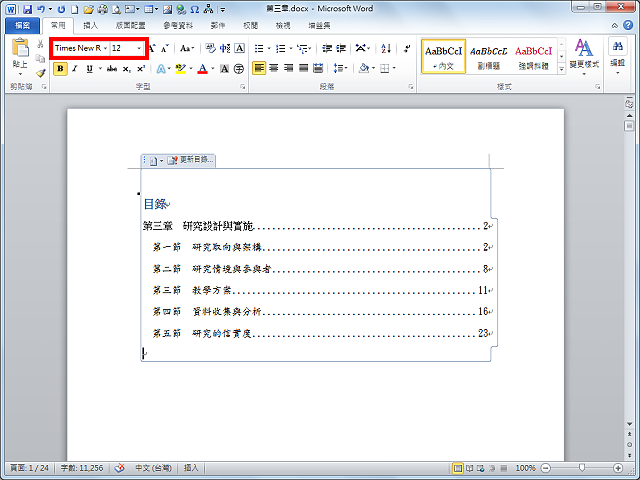 第三章.docx - Microsoft Word
檔案 常用 插入 版面配置 參考資料 郵件 校閱 檢視 增益集
Times New R 12
貼上
B I U abc x₂ x²
AaBbCcI AaBbCcD AaBbCcI
內文 副標題 強調斜體
變更樣式 編輯
剪貼簿 字型 段落 樣式
更新目錄...
目錄
第三章 研究設計與實施 2
第一節 研究取向與架構 2
第二節 研究情境與參與者 8
第三節 教學方案 11
第四節 資料收集與分析 16
第五節 研究的信實度 23
頁面: 1 / 24 字數: 11,256 中文 (台灣) 插入 100%